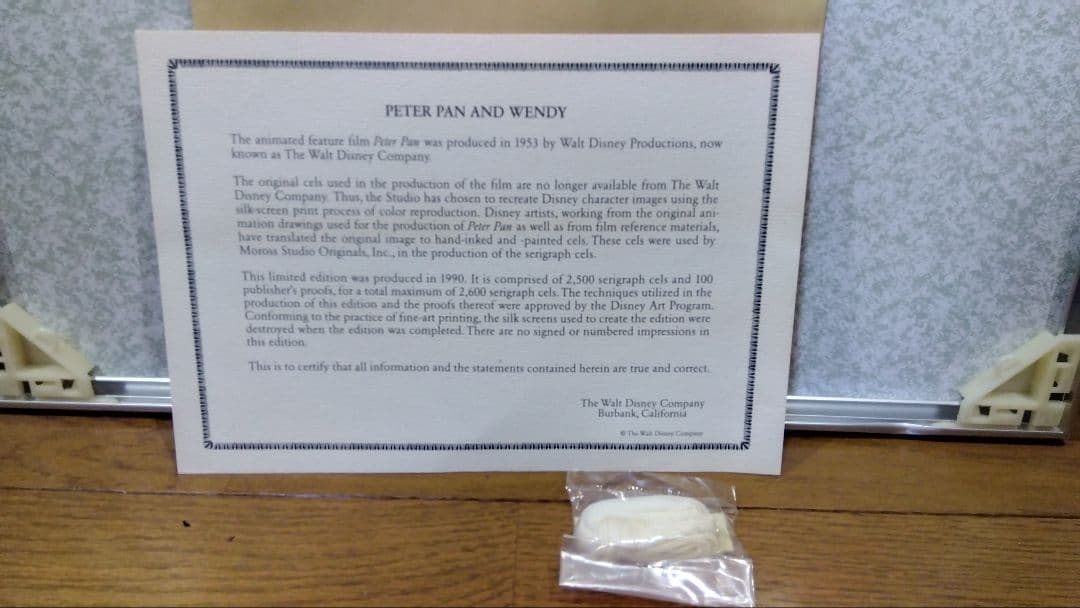 PETER PAN AND WENDY
The animated feature film Peter Pan was produced in 1953 by Walt Disney Productions, now
known as The Walt Disney Company.
The original cels used in the production of the film are no longer available from The Walt
Disney Company. Thus, the Studio has chosen to recreate Disney character images using the
silk-screen print process of color reproduction. Disney artists, working from the original ani-
mation drawings used for the production of Peter Pan as well as from film reference materials,
have translated the original image to hand-inked and -painted cels. These cels were used by
Moross Studio Originals, Inc., in the production of the serigraph cels.
This limited edition was produced in 1990. It is comprised of 2,500 serigraph cels and 100
publisher's proofs, for a total maximum of 2,600 serigraph cels. The techniques utilized in the
production of this edition and the proofs thereof were approved by the Disney Art Program.
Conforming to the practice of fine-art printing, the silk screens used to create the edition were
destroyed when the edition was completed. There are no signed or numbered impressions in
this edition.
This is to certify that all information and the statements contained herein are true and correct.
The Walt Disney Company
Burbank, California
© The Walt Disney Company